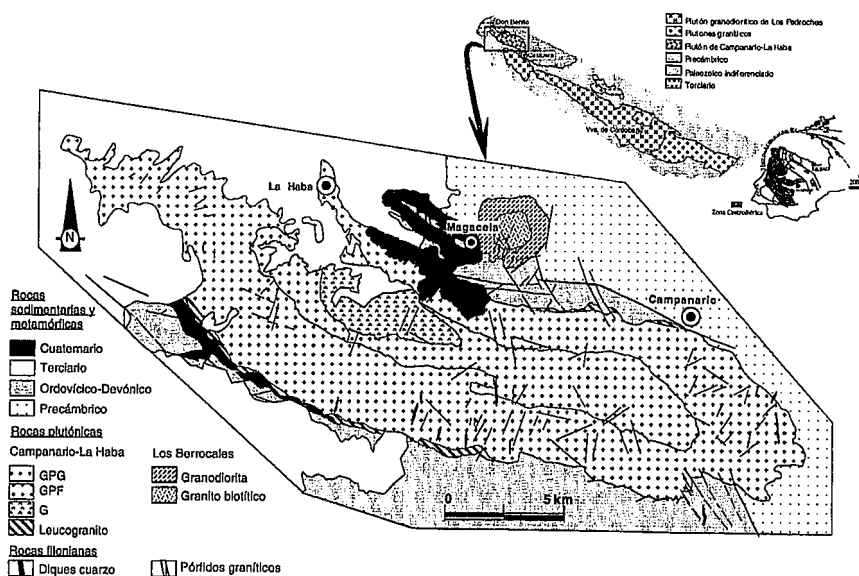 Don Benito
Plutón granodiorítico de Los Pedroches
Plutones graníticos
Plutón de Campanario-La Haba
Precámbrico
Paleozoico indiferenciado
Terciario
Vva. de Córdoba
Zona Centroibérica
La Haba
Magacela
Campanario
N
Rocas
sedimentarias y
metamórficas
Cuaternario
Terciario
Ordovícico-Devónico
Precámbrico
Rocas plutónicas
Campanario-La Haba
GPG
GPF
G
Leucogranito
Los Berrocales
Granodiorita
Granito biotítico
Rocas filonianas
Diques cuarzo
Pórfidos graníticos
0 5 km